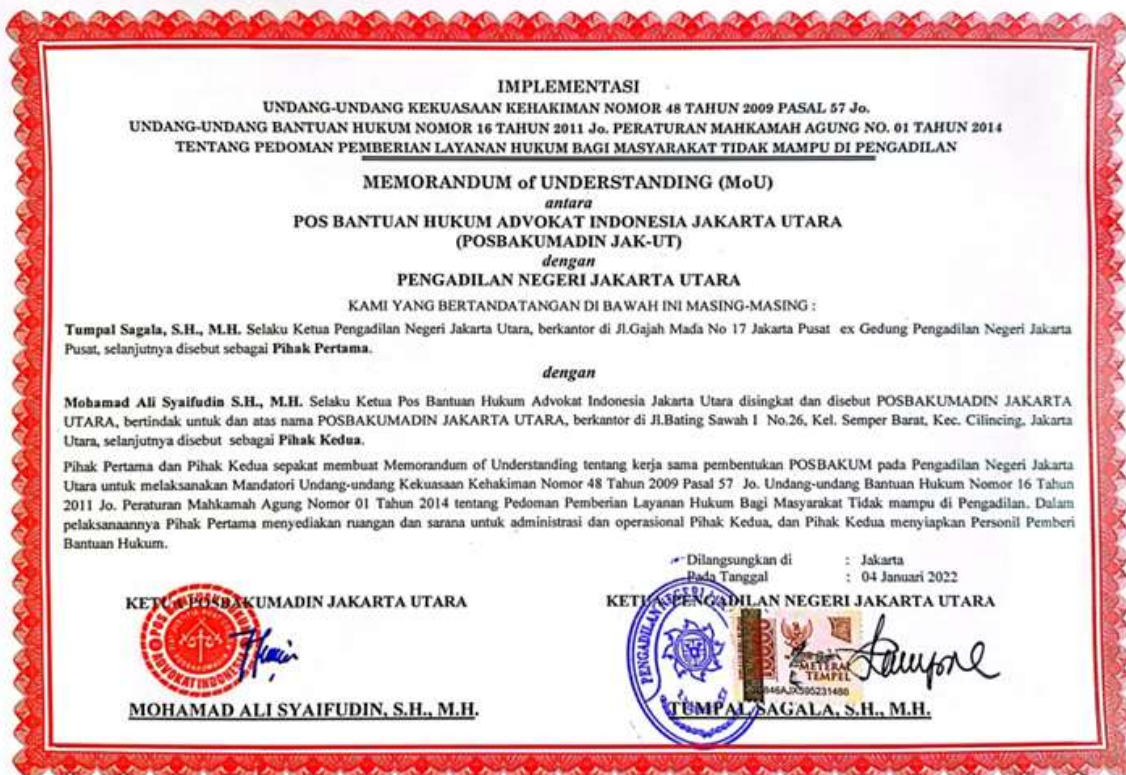 IMPLEMENTASI
UNDANG-UNDANG KEKUASAAN KEHAKIMAN NOMOR 48 TAHUN 2009 PASAL 57 Jo.
UNDANG-UNDANG BANTUAN HUKUM NOMOR 16 TAHUN 2011 Jo. PERATURAN MAHKAMAH AGUNG NO. 01 TAHUN 2014
TENTANG PEDOMAN PEMBERIAN LAYANAN HUKUM BAGI MASYARAKAT TIDAK MAMPU DI PENGADILAN
MEMORANDUM of UNDERSTANDING (MoU)
antara
POS BANTUAN HUKUM ADVOKAT INDONESIA JAKARTA UTARA
(POSBAKUMADIN JAK-UT)
dengan
PENGADILAN NEGERI JAKARTA UTARA
KAMI YANG BERTANDATANGAN DI BAWAH INI MASING-MASING :
Tumpal Sagala, S.H., M.H. Selaku Ketua Pengadilan Negeri Jakarta Utara, berkantor di Jl.Gajah Mada No 17 Jakarta Pusat ex Gedung Pengadilan Negeri Jakarta
Pusat, selanjutnya disebut sebagai Pihak Pertama.
dengan
Mohamad Ali Syaifudin S.H., M.H. Selaku Ketua Pos Bantuan Hukum Advokat Indonesia Jakarta Utara disingkat dan disebut POSBAKUMADIN JAKARTA
UTARA, bertindak untuk dan atas nama POSBAKUMADIN JAKARTA UTARA, berkantor di Jl.Bating Sawah I No.26, Kel. Semper Barat, Kec. Cilincing, Jakarta
Utara, selanjutnya disebut sebagai Pihak Kedua.
Pihak Pertama dan Pihak Kedua sepakat membuat Memorandum of Understanding tentang kerja sama pembentukan POSBAKUM pada Pengadilan Negeri Jakarta
Utara untuk melaksanakan Mandatori Undang-undang Kekuasaan Kehakiman Nomor 48 Tahun 2009 Pasal 57 Jo. Undang-undang Bantuan Hukum Nomor 16 Tahun
2011 Jo. Peraturan Mahkamah Agung Nomor 01 Tahun 2014 tentang Pedoman Pemberian Layanan Hukum Bagi Masyarakat Tidak mampu di Pengadilan. Dalam
pelaksanaannya Pihak Pertama menyediakan ruangan dan sarana untuk administrasi dan operasional Pihak Kedua, dan Pihak Kedua menyiapkan Personil Pemberi
Bantuan Hukum.
Dilangsungkan di : Jakarta
Pada Tanggal : 04 Januari 2022
KETUA POSBAKUMADIN JAKARTA UTARA
KETUA PENGADILAN NEGERI JAKARTA UTARA
ADVOKAT INDONESIA
PENGADILAN NEGERI
10000
METERAI
TEMPEL
MOHAMAD ALI SYAIFUDIN, S.H., M.H.
TUMPAL SAGALA, S.H., M.H.